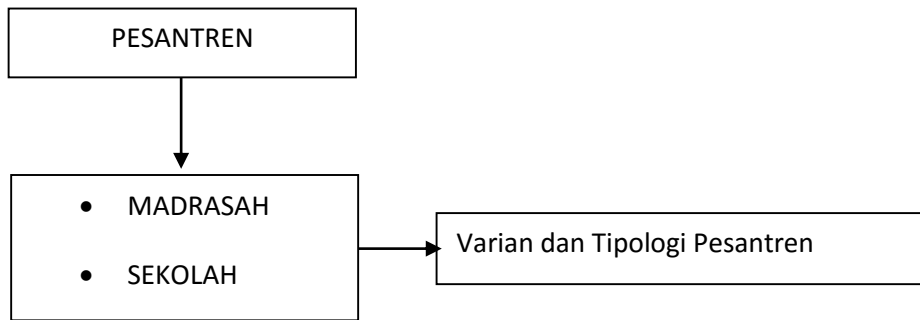 PESANTREN
• MADRASAH
• SEKOLAH
Varian dan Tipologi Pesantren